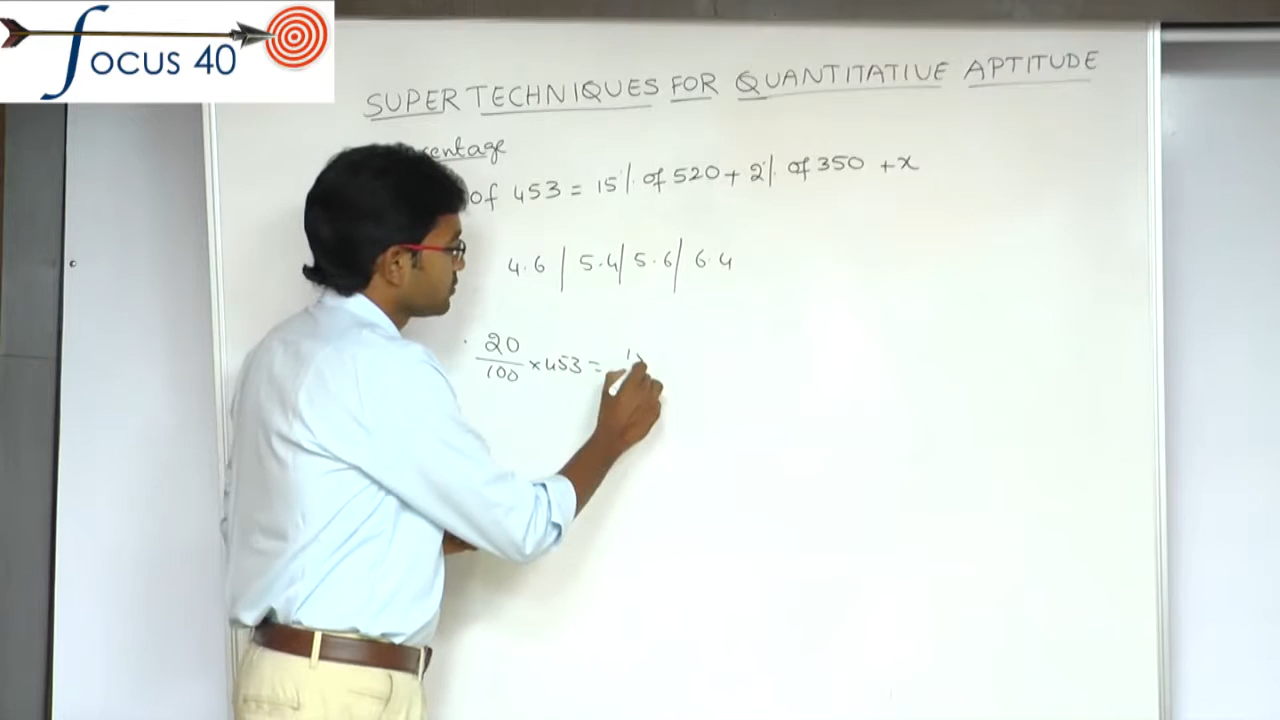 focus 40
SUPER TECHNIQUES FOR QUANTITATIVE APTITUDE
of 453 = 15% of 520 + 2% of 350 + x
4.6 | 5.4 | 5.6 | 6.4
20/100 × 453 =